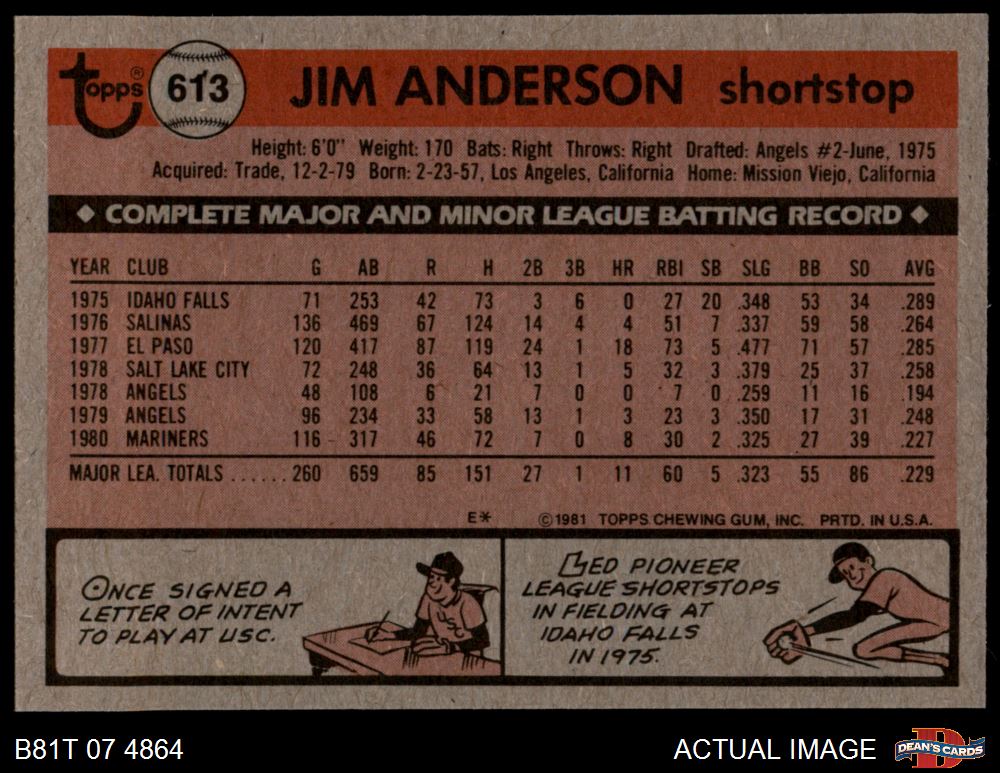 Topps® 613 JIM ANDERSON shortstop
Height: 6'0" Weight: 170 Bats: Right Throws: Right Drafted: Angels #2-June, 1975
Acquired: Trade, 12-2-79 Born: 2-23-57, Los Angeles, California Home: Mission Viejo, California
◆ COMPLETE MAJOR AND MINOR LEAGUE BATTING RECORD ◆
YEAR CLUB G AB R H 2B 3B HR RBI SB SLG BB SO AVG
1975 IDAHO FALLS 71 253 42 73 3 6 0 27 20 .348 53 34 .289
1976 SALINAS 136 469 67 124 14 4 4 51 7 .337 59 58 .264
1977 EL PASO 120 417 87 119 24 1 18 73 5 .477 71 57 .285
1978 SALT LAKE CITY 72 248 36 64 13 1 5 32 3 .379 25 37 .258
1978 ANGELS 48 108 6 21 7 0 0 7 0 .259 11 16 .194
1979 ANGELS 96 234 33 58 13 1 3 23 3 .350 17 31 .248
1980 MARINERS 116 317 46 72 7 0 8 30 2 .325 27 39 .227
MAJOR LEA. TOTALS ...... 260 659 85 151 27 1 11 60 5 .323 55 86 .229
E* ©1981 TOPPS CHEWING GUM, INC. PRTD. IN U.S.A.
ONCE SIGNED A
LETTER OF INTENT
TO PLAY AT USC.
USC
LED PIONEER
LEAGUE SHORTSTOPS
IN FIELDING AT
IDAHO FALLS
IN 1975.
B81T 07 4864 ACTUAL IMAGE D DEAN'S CARDS